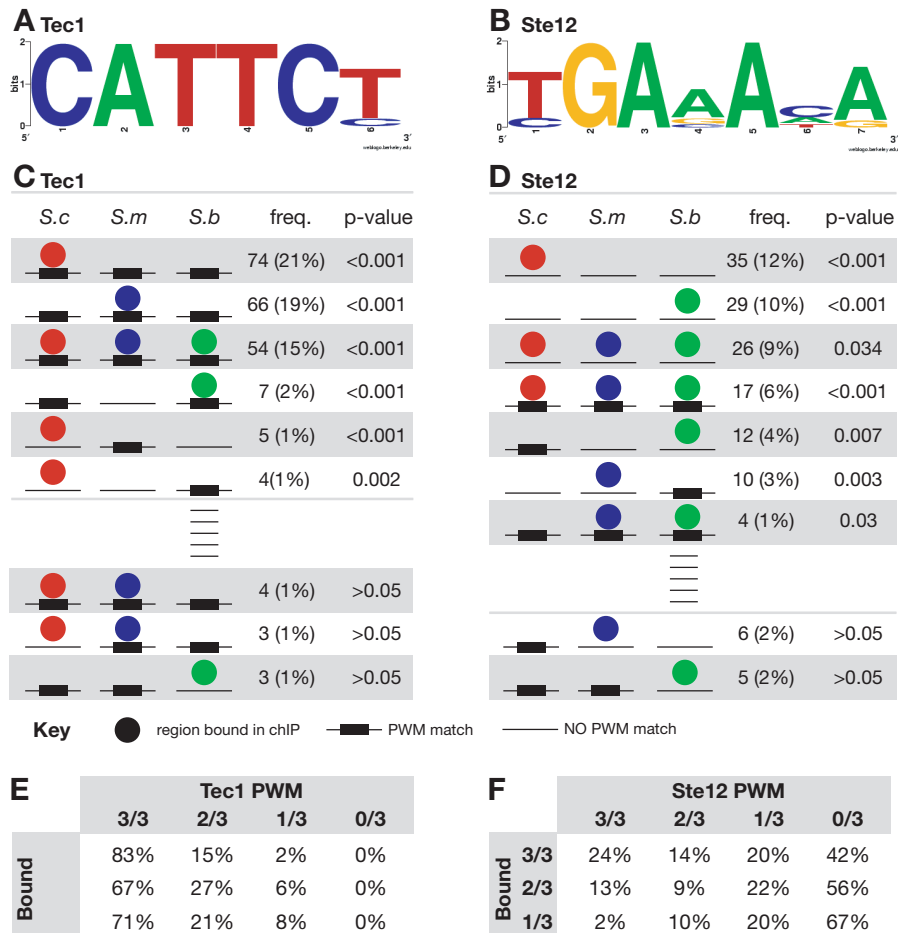 A Tec1
bits
2
1
0
CATTCT
C
5′ 1 2 3 4 5 6 3′
weblogo.berkeley.edu
B Ste12
bits
2
1
0
TGAAACA
C G C A T G
5′ 1 2 3 4 5 6 7 3′
weblogo.berkeley.edu
C Tec1
S.c S.m S.b freq. p-value
74 (21%) <0.001
66 (19%) <0.001
54 (15%) <0.001
7 (2%) <0.001
5 (1%) <0.001
4(1%) 0.002
4 (1%) >0.05
3 (1%) >0.05
3 (1%) >0.05
D Ste12
S.c S.m S.b freq. p-value
35 (12%) <0.001
29 (10%) <0.001
26 (9%) 0.034
17 (6%) <0.001
12 (4%) 0.007
10 (3%) 0.003
4 (1%) 0.03
6 (2%) >0.05
5 (2%) >0.05
Key region bound in chIP PWM match NO PWM match
E
Tec1 PWM
3/3 2/3 1/3 0/3
Bound
83% 15% 2% 0%
67% 27% 6% 0%
71% 21% 8% 0%
F
Ste12 PWM
3/3 2/3 1/3 0/3
Bound
3/3 24% 14% 20% 42%
2/3 13% 9% 22% 56%
1/3 2% 10% 20% 67%